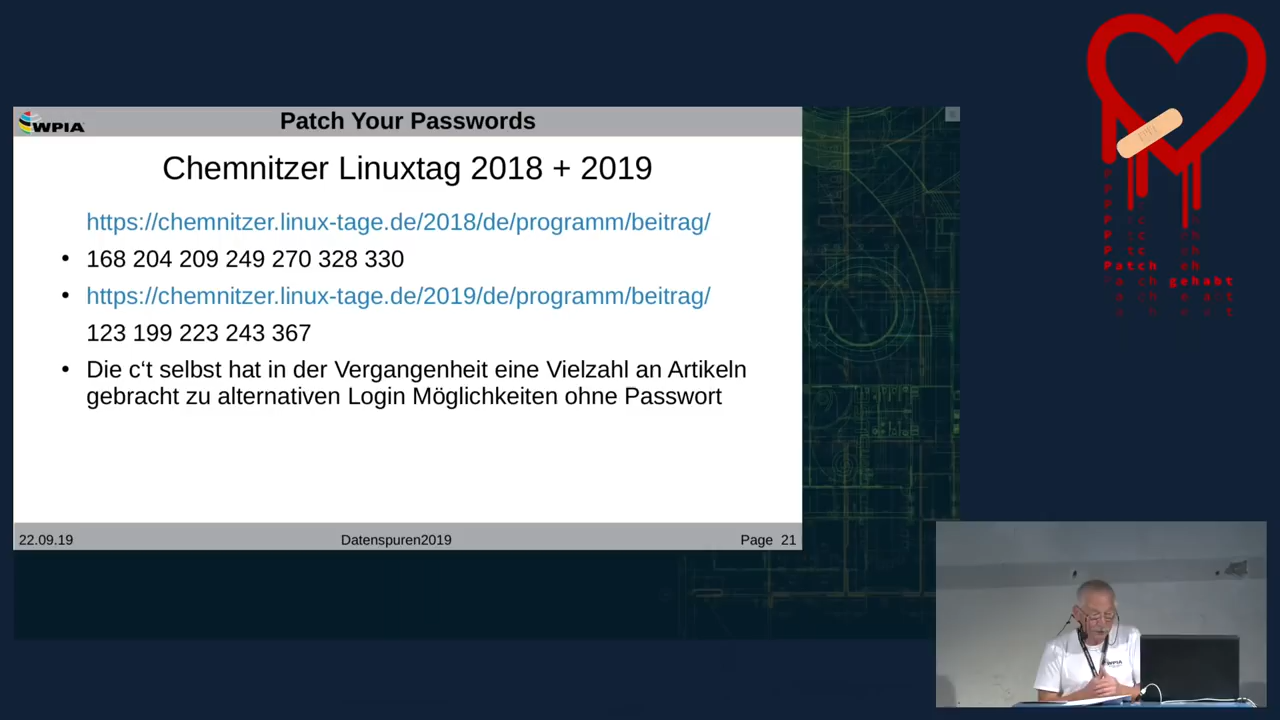 WPIA
Patch Your Passwords
Chemnitzer Linuxtag 2018 + 2019
https://chemnitzer.linux-tage.de/2018/de/programm/beitrag/
• 168 204 209 249 270 328 330
• https://chemnitzer.linux-tage.de/2019/de/programm/beitrag/
123 199 223 243 367
• Die c‘t selbst hat in der Vergangenheit eine Vielzahl an Artikeln
gebracht zu alternativen Login Möglichkeiten ohne Passwort
22.09.19
Datenspuren2019
Page 21
Patch eh
gehabt
WPIA